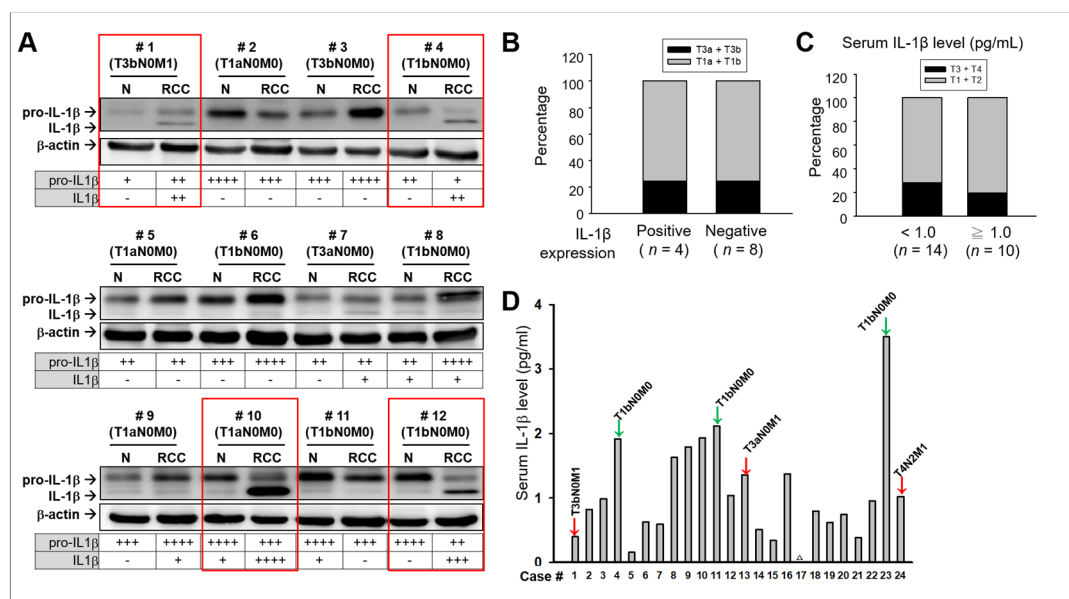 A
# 1 # 2 # 3 # 4
(T3bN0M1) (T1aN0M0) (T3bN0M0) (T1bN0M0)
N RCC N RCC N RCC N RCC
pro-IL-1β →
IL-1β →
β-actin →
pro-IL1β + ++ ++++ +++ +++ ++++ ++ +
IL1β - ++ - - - - - ++
# 5 # 6 # 7 # 8
(T1aN0M0) (T1bN0M0) (T3aN0M0) (T1bN0M0)
N RCC N RCC N RCC N RCC
pro-IL-1β →
IL-1β →
β-actin →
pro-IL1β ++ ++ +++ ++++ ++ ++ ++ ++++
IL1β - - - - - + + +
# 9 # 10 # 11 # 12
(T1aN0M0) (T1aN0M0) (T1bN0M0) (T1bN0M0)
N RCC N RCC N RCC N RCC
pro-IL-1β →
IL-1β →
β-actin →
pro-IL1β +++ ++++ ++++ +++ ++++ +++ ++++ ++
IL1β - + + ++++ + - - +++
B
T3a + T3b
T1a + T1b
Percentage
120
100
80
60
40
20
0
IL-1β expression
Positive Negative
( n = 4) ( n = 8)
C
Serum IL-1β level (pg/mL)
T3 + T4
T1 + T2
Percentage
120
100
80
60
40
20
0
< 1.0 ≧ 1.0
(n = 14) (n = 10)
D
Serum IL-1β level (pg/ml)
4
3
2
1
0
T3bN0M1
T1bN0M0
T1bN0M0
T3aN0M1
T1bN0M0
T4N2M1
△
Case # 1 2 3 4 5 6 7 8 9 10 11 12 13 14 15 16 17 18 19 20 21 22 23 24